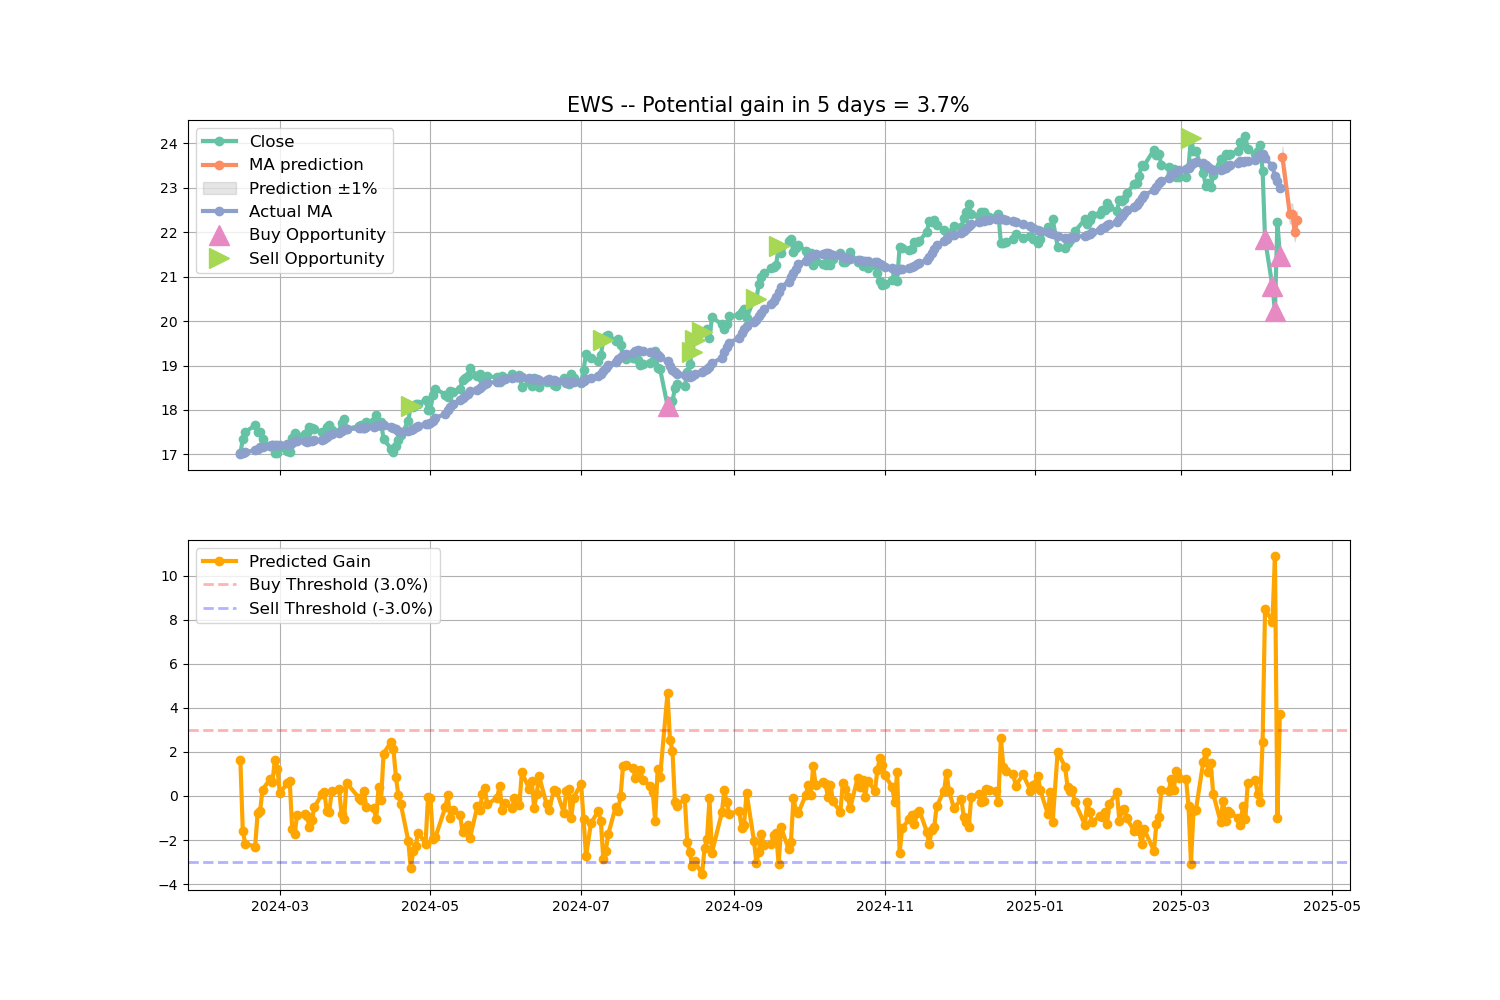 EWS -- Potential gain in 5 days = 3.7%
24
23
22
21
20
19
18
17
Close
MA prediction
Prediction ±1%
Actual MA
Buy Opportunity
Sell Opportunity
10
8
6
4
2
0
−2
−4
Predicted Gain
Buy Threshold (3.0%)
Sell Threshold (-3.0%)
2024-03
2024-05
2024-07
2024-09
2024-11
2025-01
2025-03
2025-05